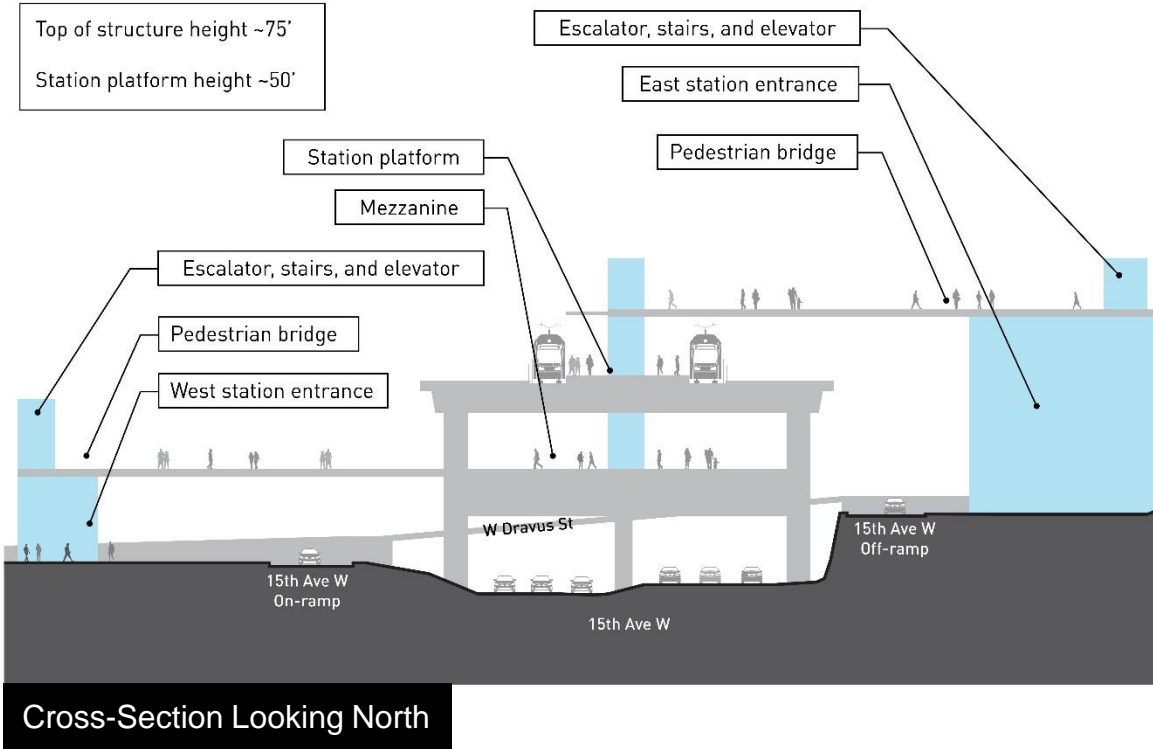 Top of structure height ~75’
Station platform height ~50’
Escalator, stairs, and elevator
East station entrance
Pedestrian bridge
Station platform
Mezzanine
Escalator, stairs, and elevator
Pedestrian bridge
West station entrance
W Dravus St
15th Ave W
Off-ramp
15th Ave W
On-ramp
15th Ave W
Cross-Section Looking North